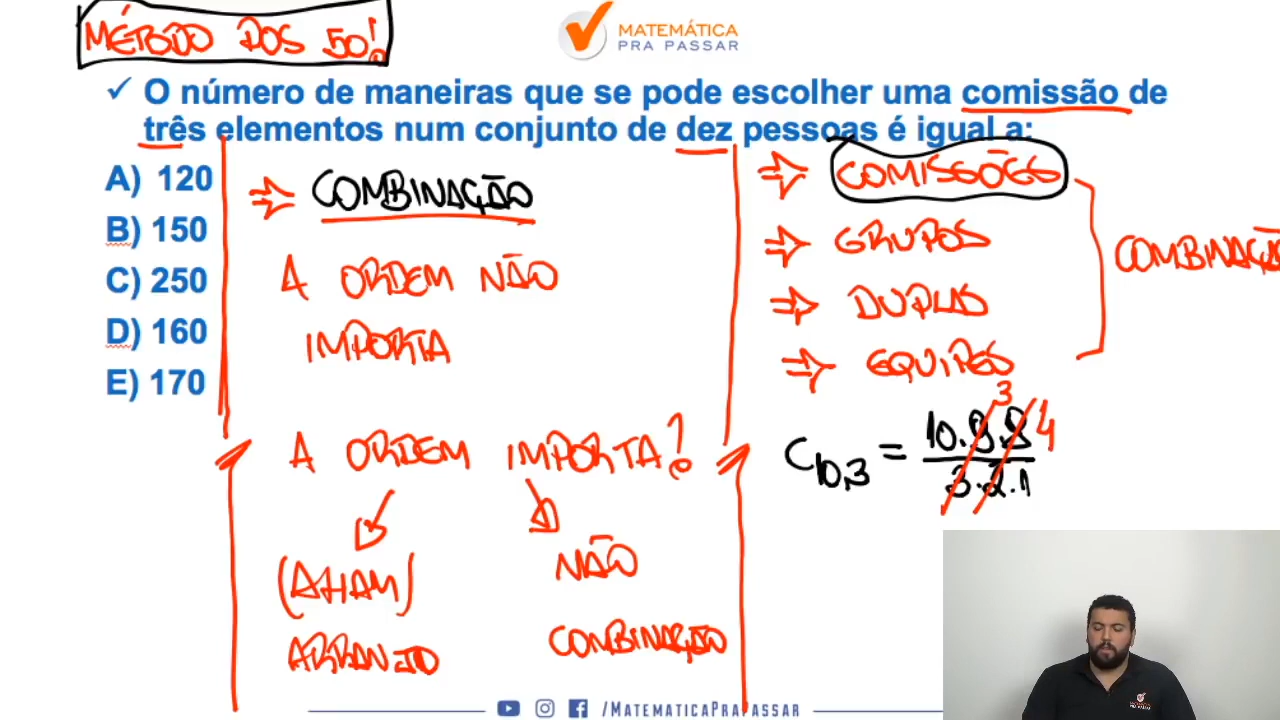 MÉTODO DOS 50!
MATEMÁTICA
PRA PASSAR
✓ O número de maneiras que se pode escolher uma comissão de
três elementos num conjunto de dez pessoas é igual a:
A) 120
B) 150
C) 250
D) 160
E) 170
⇒ COMBINAÇÃO
A ORDEM NÃO
IMPORTA
A ORDEM IMPORTA?
(AHAM)
ARRANJO
NÃO
COMBINAÇÃO
⇒ COMISSÕES
⇒ GRUPOS
⇒ DUPLAS
⇒ EQUIPES
COMBINAÇÃO
3
C10,3 = 10.9.8 4
3.2.1
/MATEMATICAPRAPASSAR